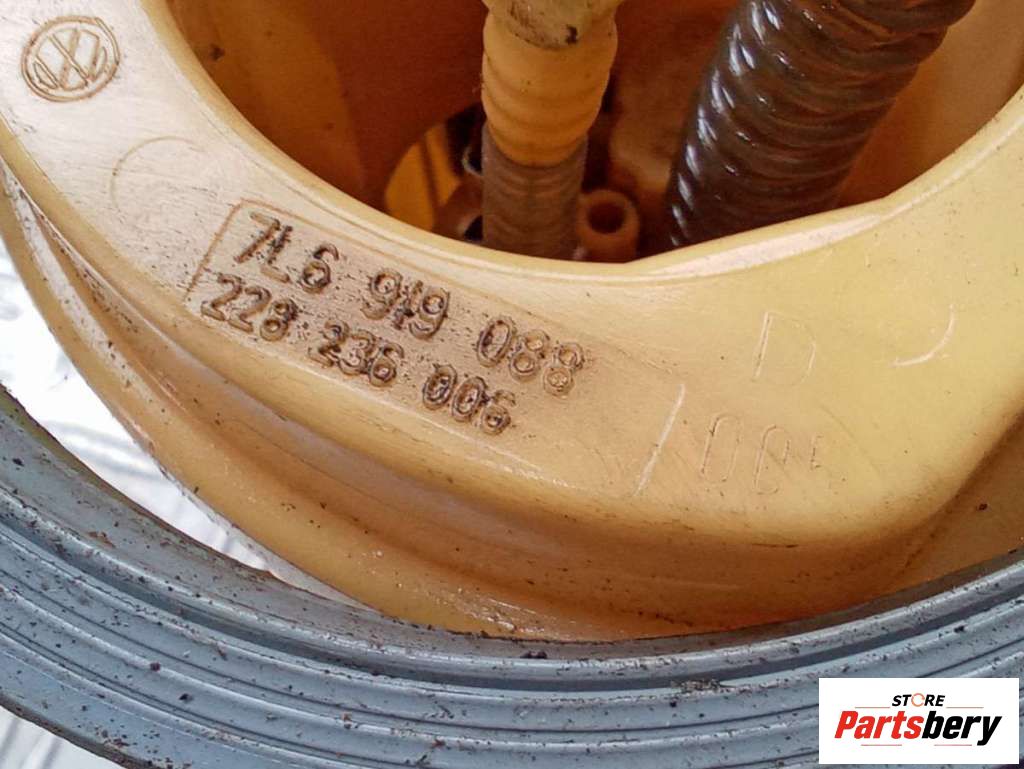 7L6 919 088
228 236 006
D
STORE
Partsbery